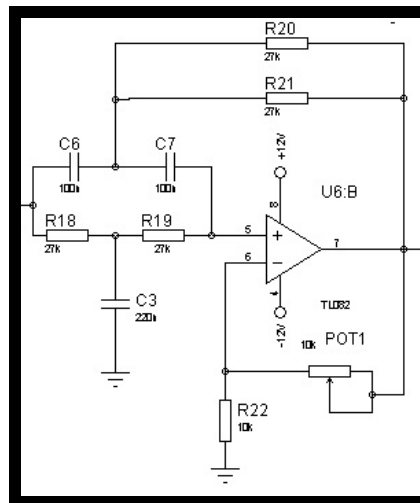 R20
27k
R21
27k
C6
100n
C7
100n
+12V
U6:B
8
R18
27k
R19
27k
5
6
7
4
-12V
TL082
C3
220n
10k
POT1
R22
10k